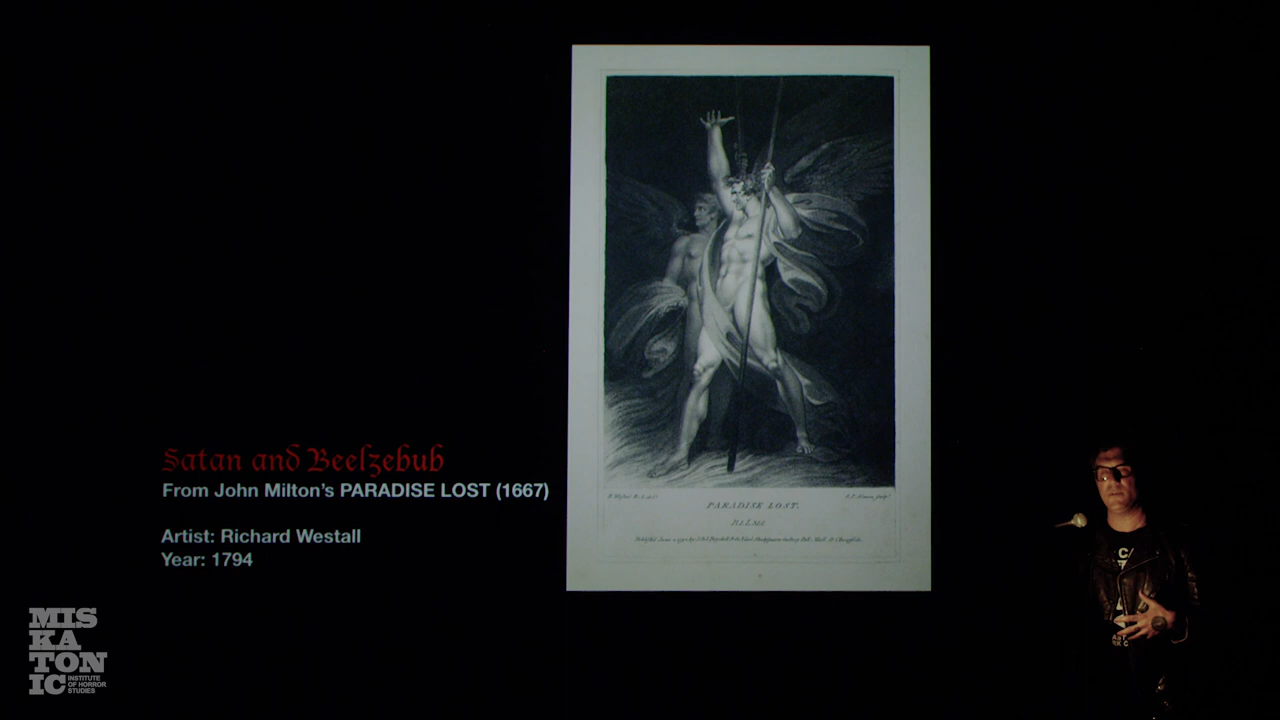 Satan and Beelzebub
From John Milton's PARADISE LOST (1667)
Artist: Richard Westall
Year: 1794
PARADISE LOST.
MIS
KA
TON
IC INSTITUTE
OF HORROR
STUDIES